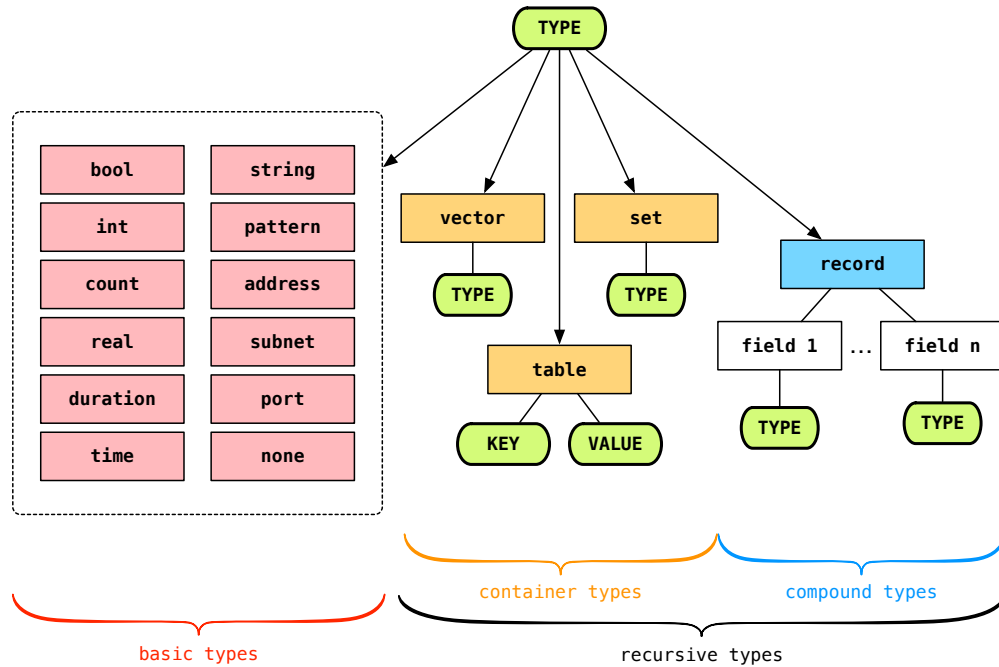 TYPE
bool
string
int
pattern
count
address
real
subnet
duration
port
time
none
vector
set
TYPE
TYPE
table
KEY
VALUE
record
field 1
...
field n
TYPE
TYPE
container types
compound types
basic types
recursive types